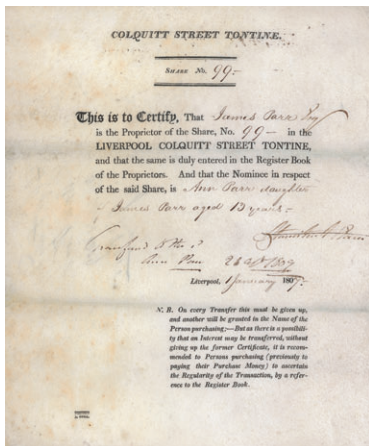 COLQUITT STREET TONTINE.
SHARE No. 99
This is to Certify, That James Parr Esq
is the Proprietor of the Share, No. 99 — in the
LIVERPOOL COLQUITT STREET TONTINE,
and that the same is duly entered in the Register Book
of the Proprietors. And that the Nominee in respect
of the said Share, is Ann Parr daughter
James Parr aged 13 years
Ann
Liverpool, 1 January 1807.
N. B. On every Transfer this must be given up,
and another will be granted in the Name of the
Person purchasing;—But as there is a possibili-
ty that an Interest may be transferred, without
giving up the former Certificate, it is recom-
mended to Persons purchasing (previously to
paying their Purchase Money) to ascertain
the Regularity of the Transaction, by a refer-
ence to the Register Book.